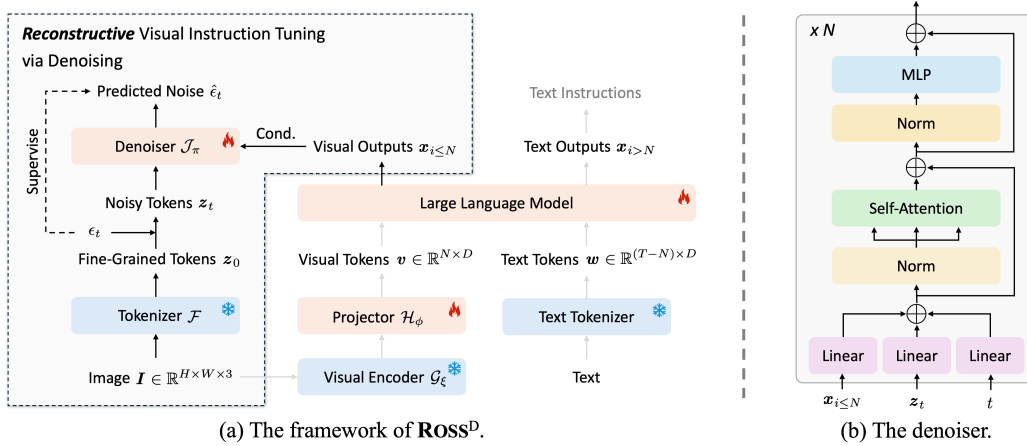 Reconstructive Visual Instruction Tuning
via Denoising
Predicted Noise ϵ̂_t
Supervise
Denoiser 𝒥_π
Cond.
Noisy Tokens z_t
ϵ_t
Fine-Grained Tokens z_0
Tokenizer ℱ
Image I ∈ ℝ^{H×W×3}
Text Instructions
Visual Outputs x_{i≤N}
Text Outputs x_{i>N}
Large Language Model
Visual Tokens v ∈ ℝ^{N×D}
Text Tokens w ∈ ℝ^{(T−N)×D}
Projector ℋ_ϕ
Text Tokenizer
Visual Encoder 𝒢_ξ
Text
(a) The framework of ROSS^D.
x N
MLP
Norm
Self-Attention
Norm
Linear
Linear
Linear
x_{i≤N}
z_t
t
(b) The denoiser.